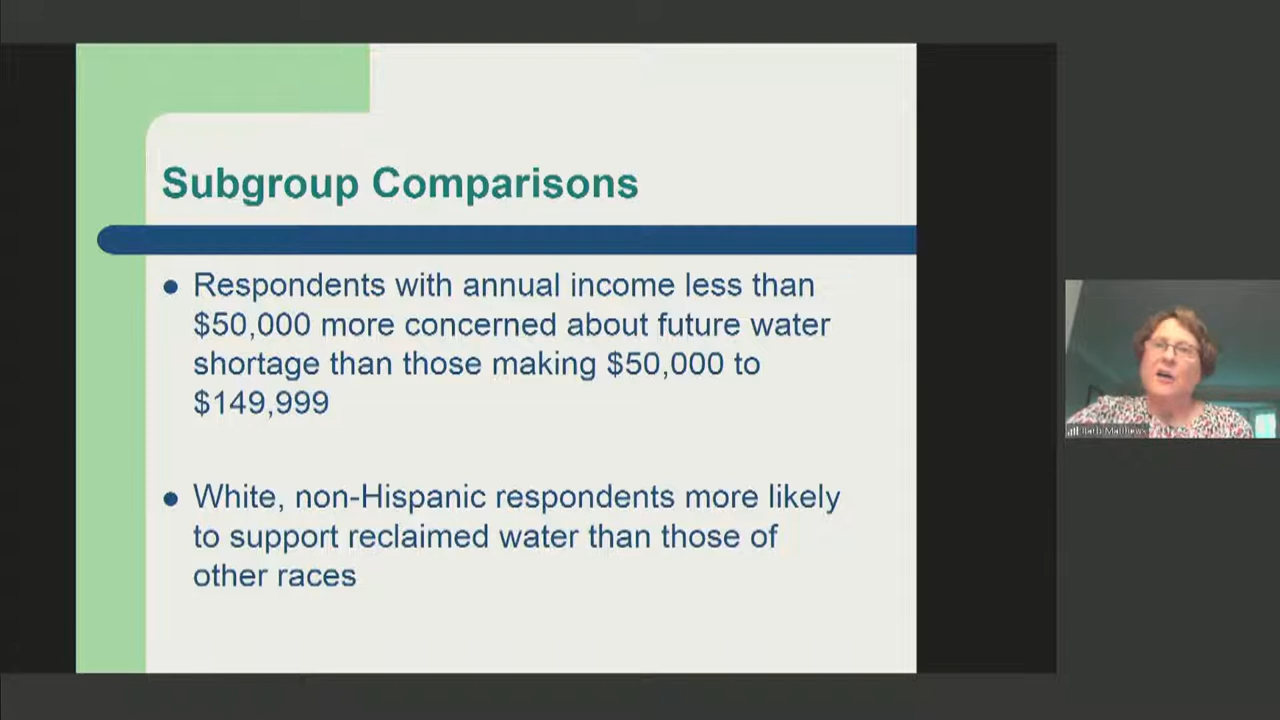 Subgroup Comparisons
Respondents with annual income less than
$50,000 more concerned about future water
shortage than those making $50,000 to
$149,999
White, non-Hispanic respondents more likely
to support reclaimed water than those of
other races
Barb Matthews